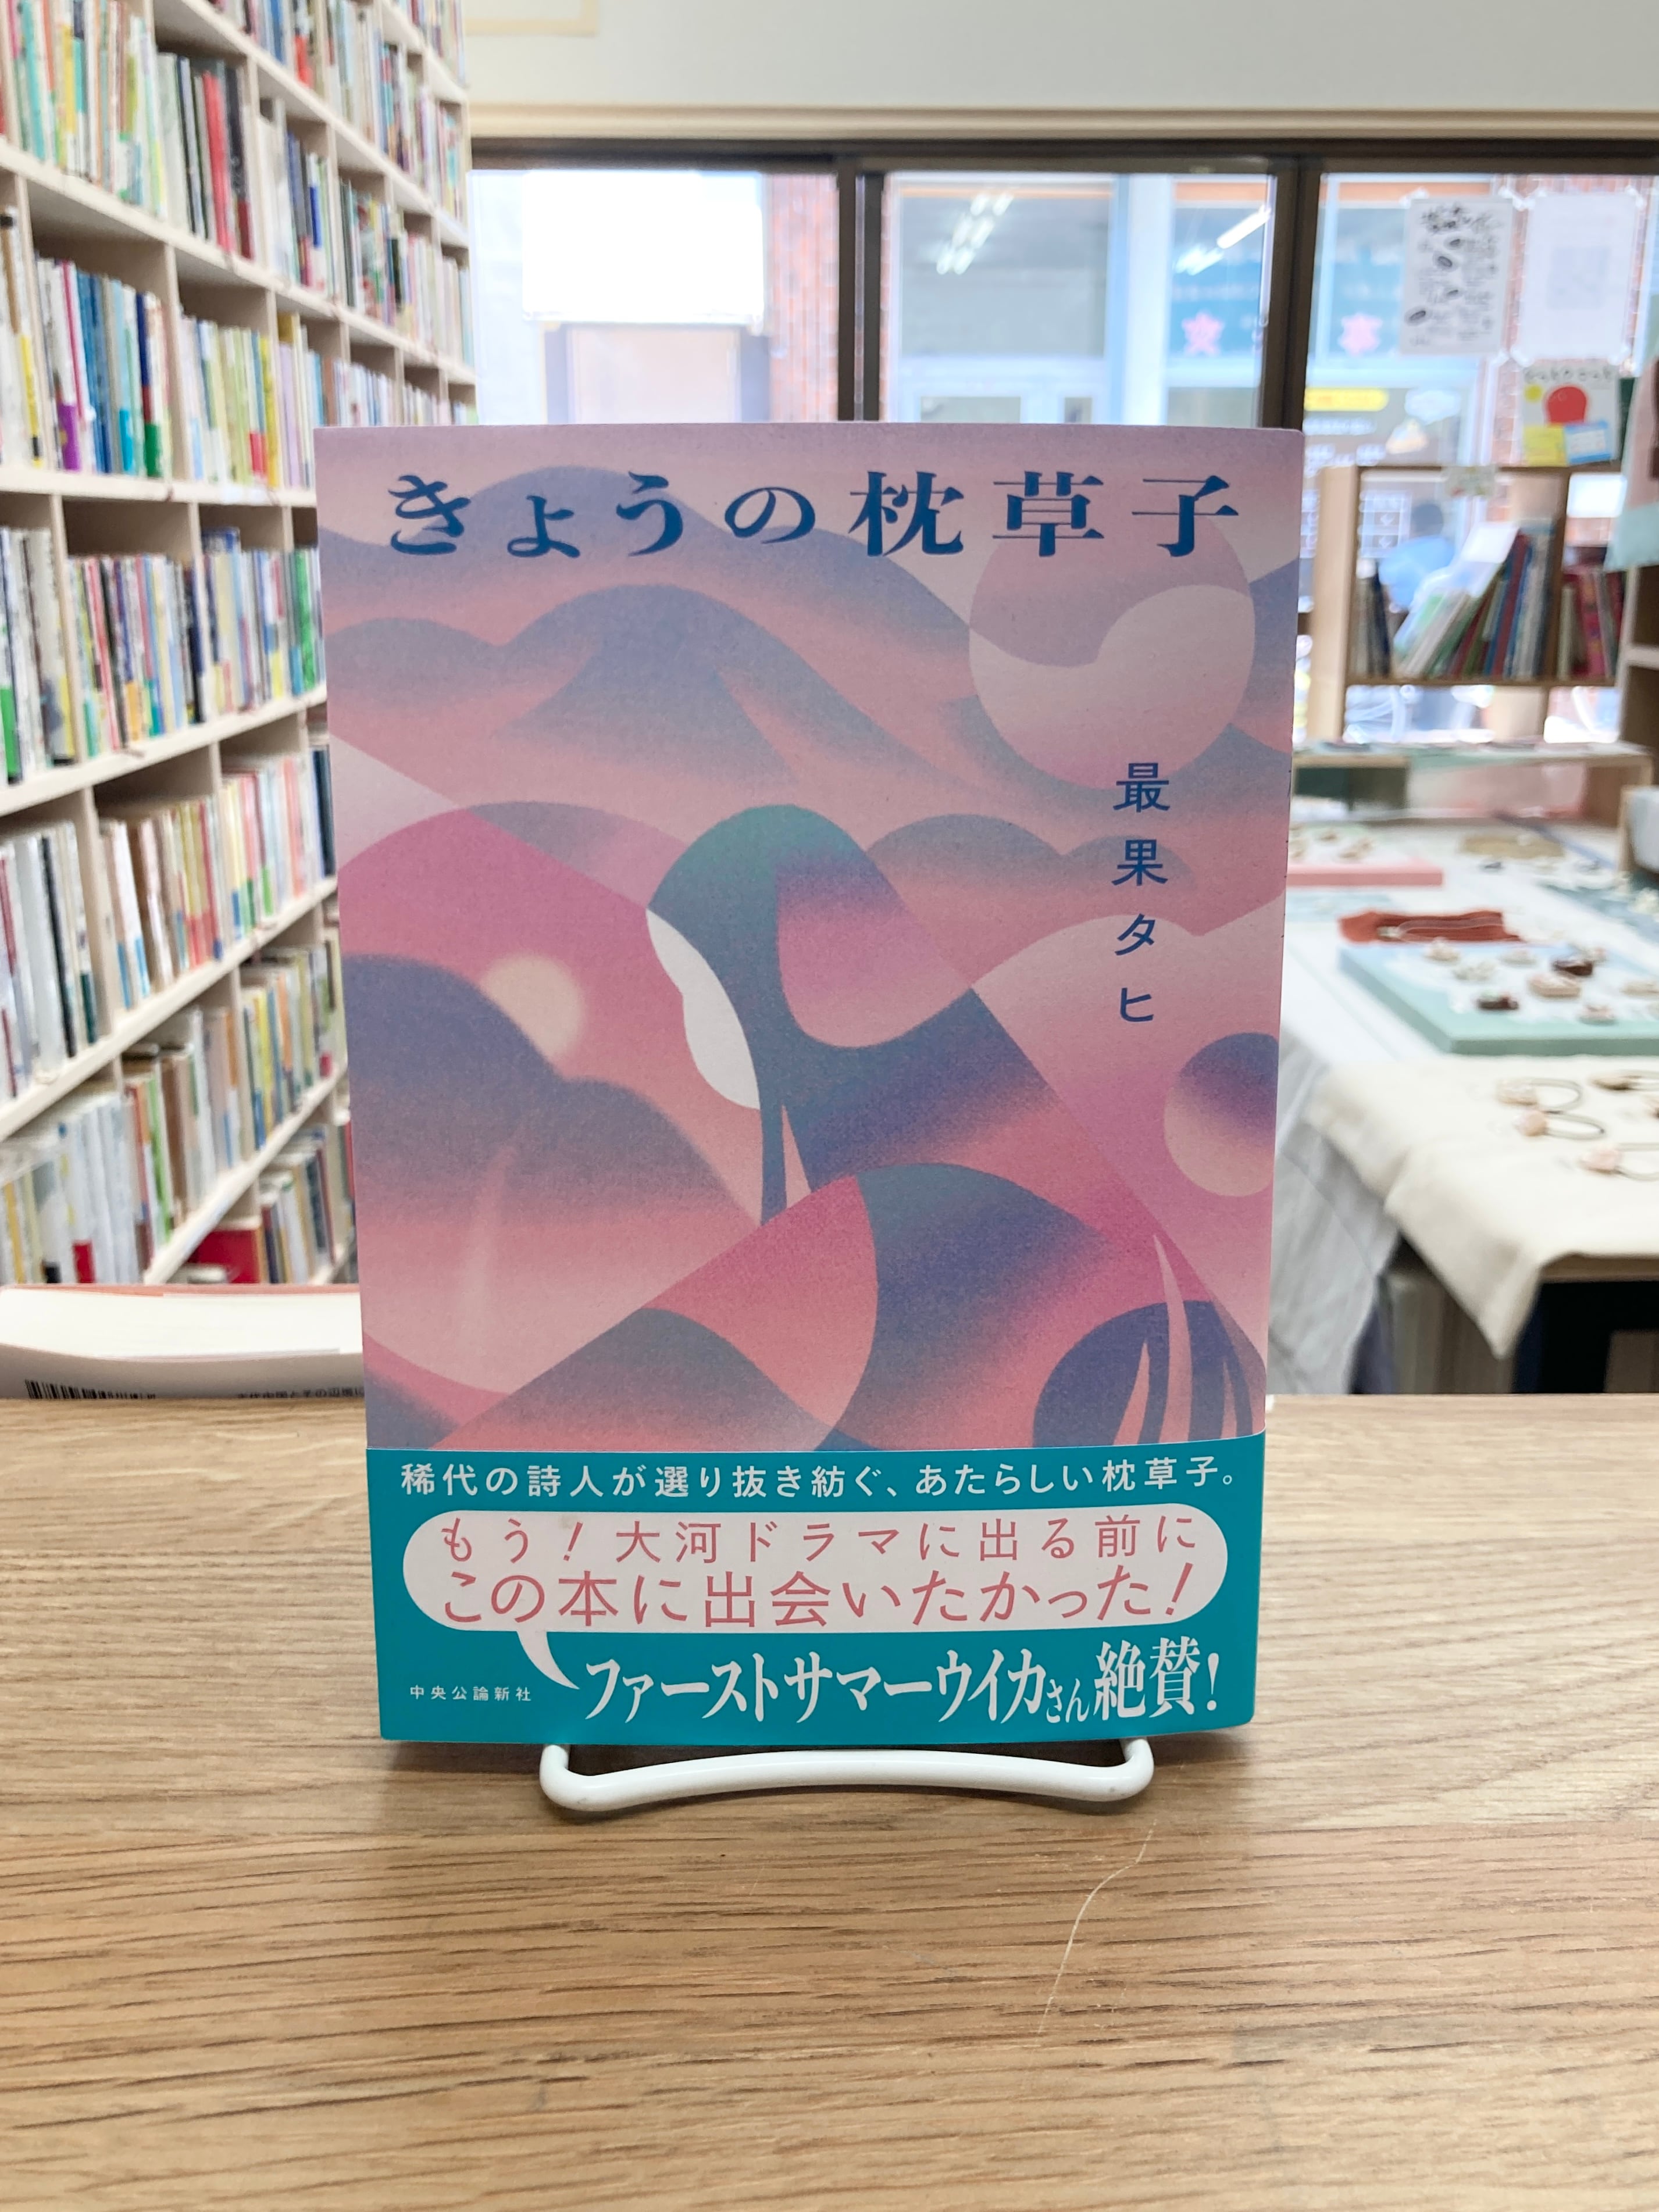 きょうの枕草子
最果タヒ
稀代の詩人が選り抜き紡ぐ、あたらしい枕草子。
もう!大河ドラマに出る前に
この本に出会いたかった!
ファーストサマーウイカさん絶賛!
中央公論新社